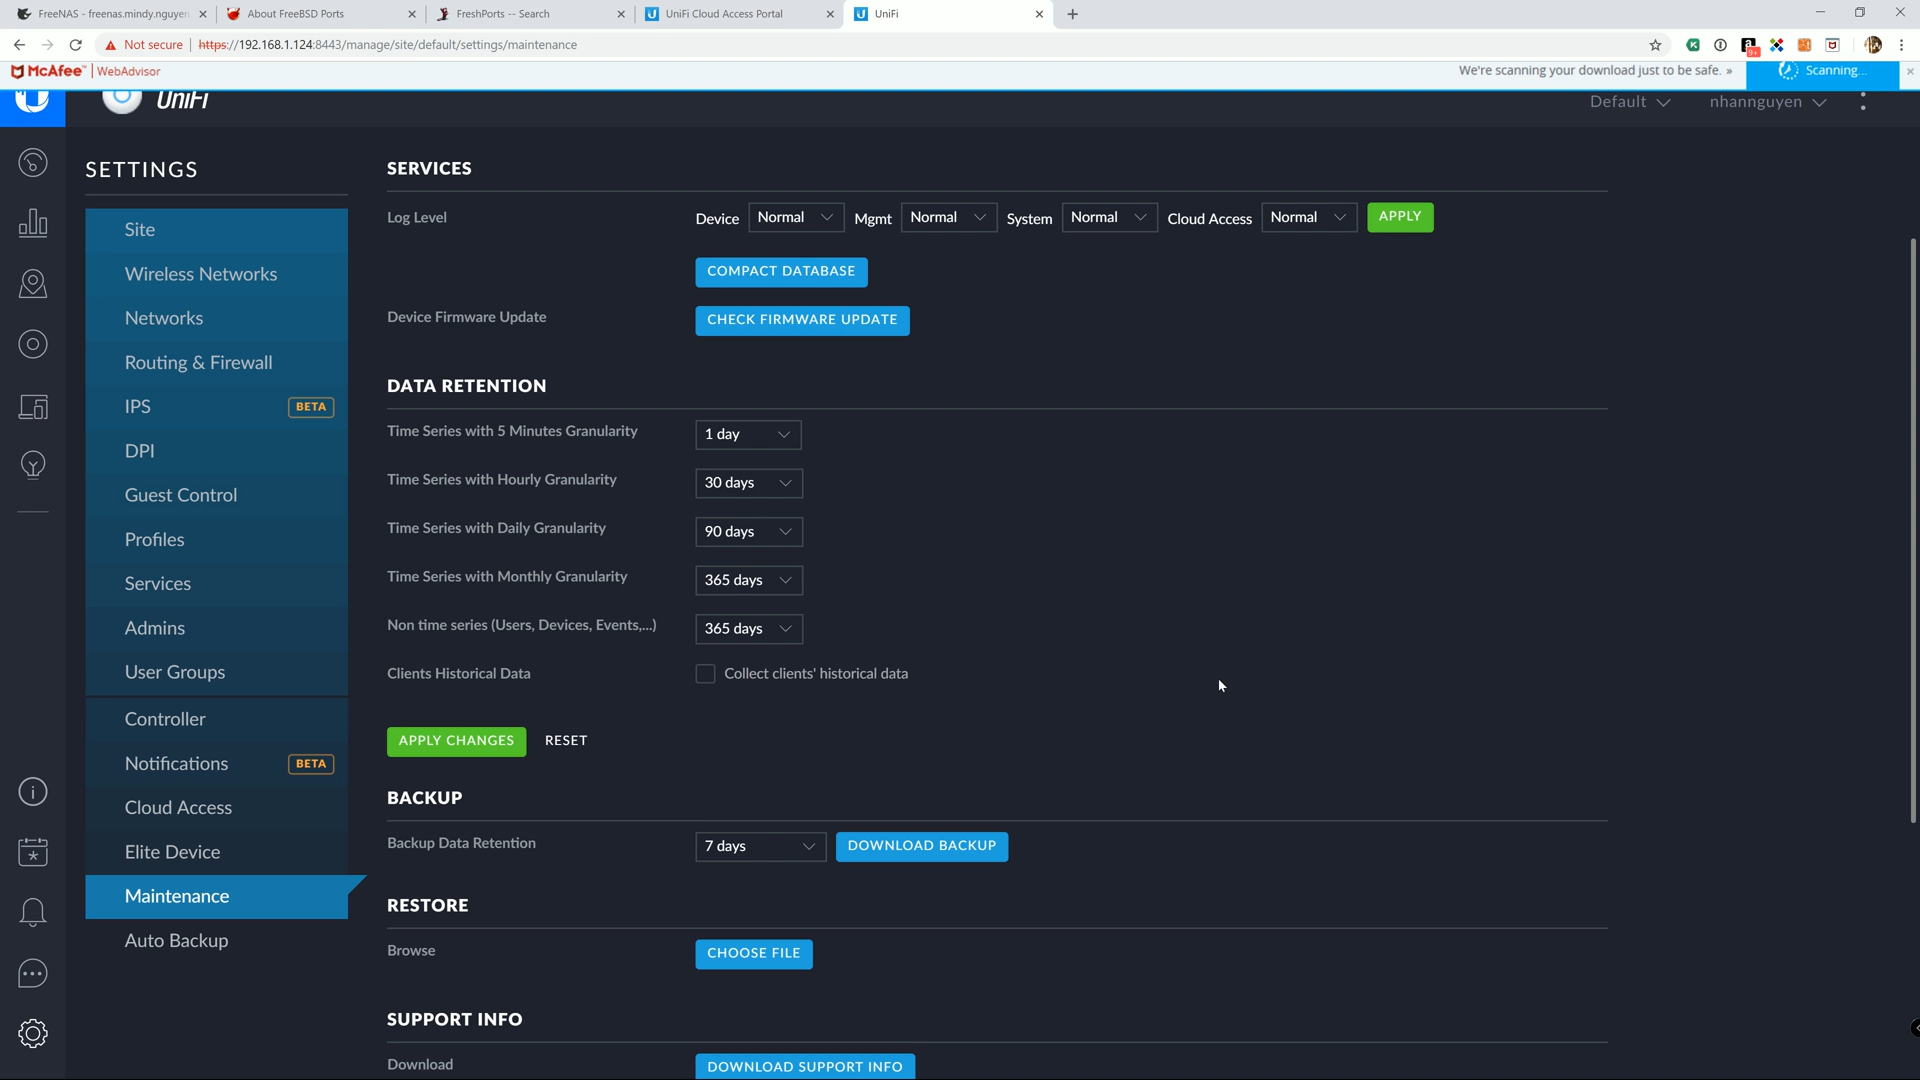 FreeNAS - freenas.mindy.nguyen
About FreeBSD Ports
FreshPorts -- Search
UniFi Cloud Access Portal
UniFi
Not secure https://192.168.1.124:8443/manage/site/default/settings/maintenance
McAfee™ | WebAdvisor
We're scanning your download just to be safe. »
Scanning...
UniFi
Default
nhannguyen
SETTINGS
Site
Wireless Networks
Networks
Routing & Firewall
IPS BETA
DPI
Guest Control
Profiles
Services
Admins
User Groups
Controller
Notifications BETA
Cloud Access
Elite Device
Maintenance
Auto Backup
SERVICES
Log Level Device Normal Mgmt Normal System Normal Cloud Access Normal APPLY
COMPACT DATABASE
Device Firmware Update CHECK FIRMWARE UPDATE
DATA RETENTION
Time Series with 5 Minutes Granularity 1 day
Time Series with Hourly Granularity 30 days
Time Series with Daily Granularity 90 days
Time Series with Monthly Granularity 365 days
Non time series (Users, Devices, Events,...) 365 days
Clients Historical Data Collect clients' historical data
APPLY CHANGES RESET
BACKUP
Backup Data Retention 7 days DOWNLOAD BACKUP
RESTORE
Browse CHOOSE FILE
SUPPORT INFO
Download DOWNLOAD SUPPORT INFO